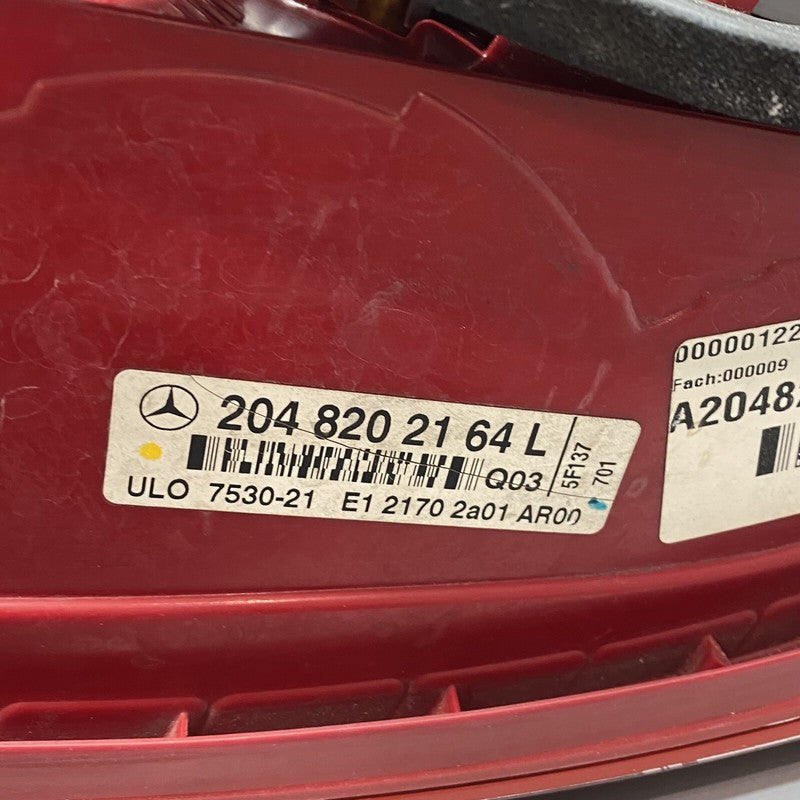 204 820 21 64 L
Q03
5F137
701
ULO 7530-21 E1 2170 2a01 AR00
00000122
Fach:000009
A2048